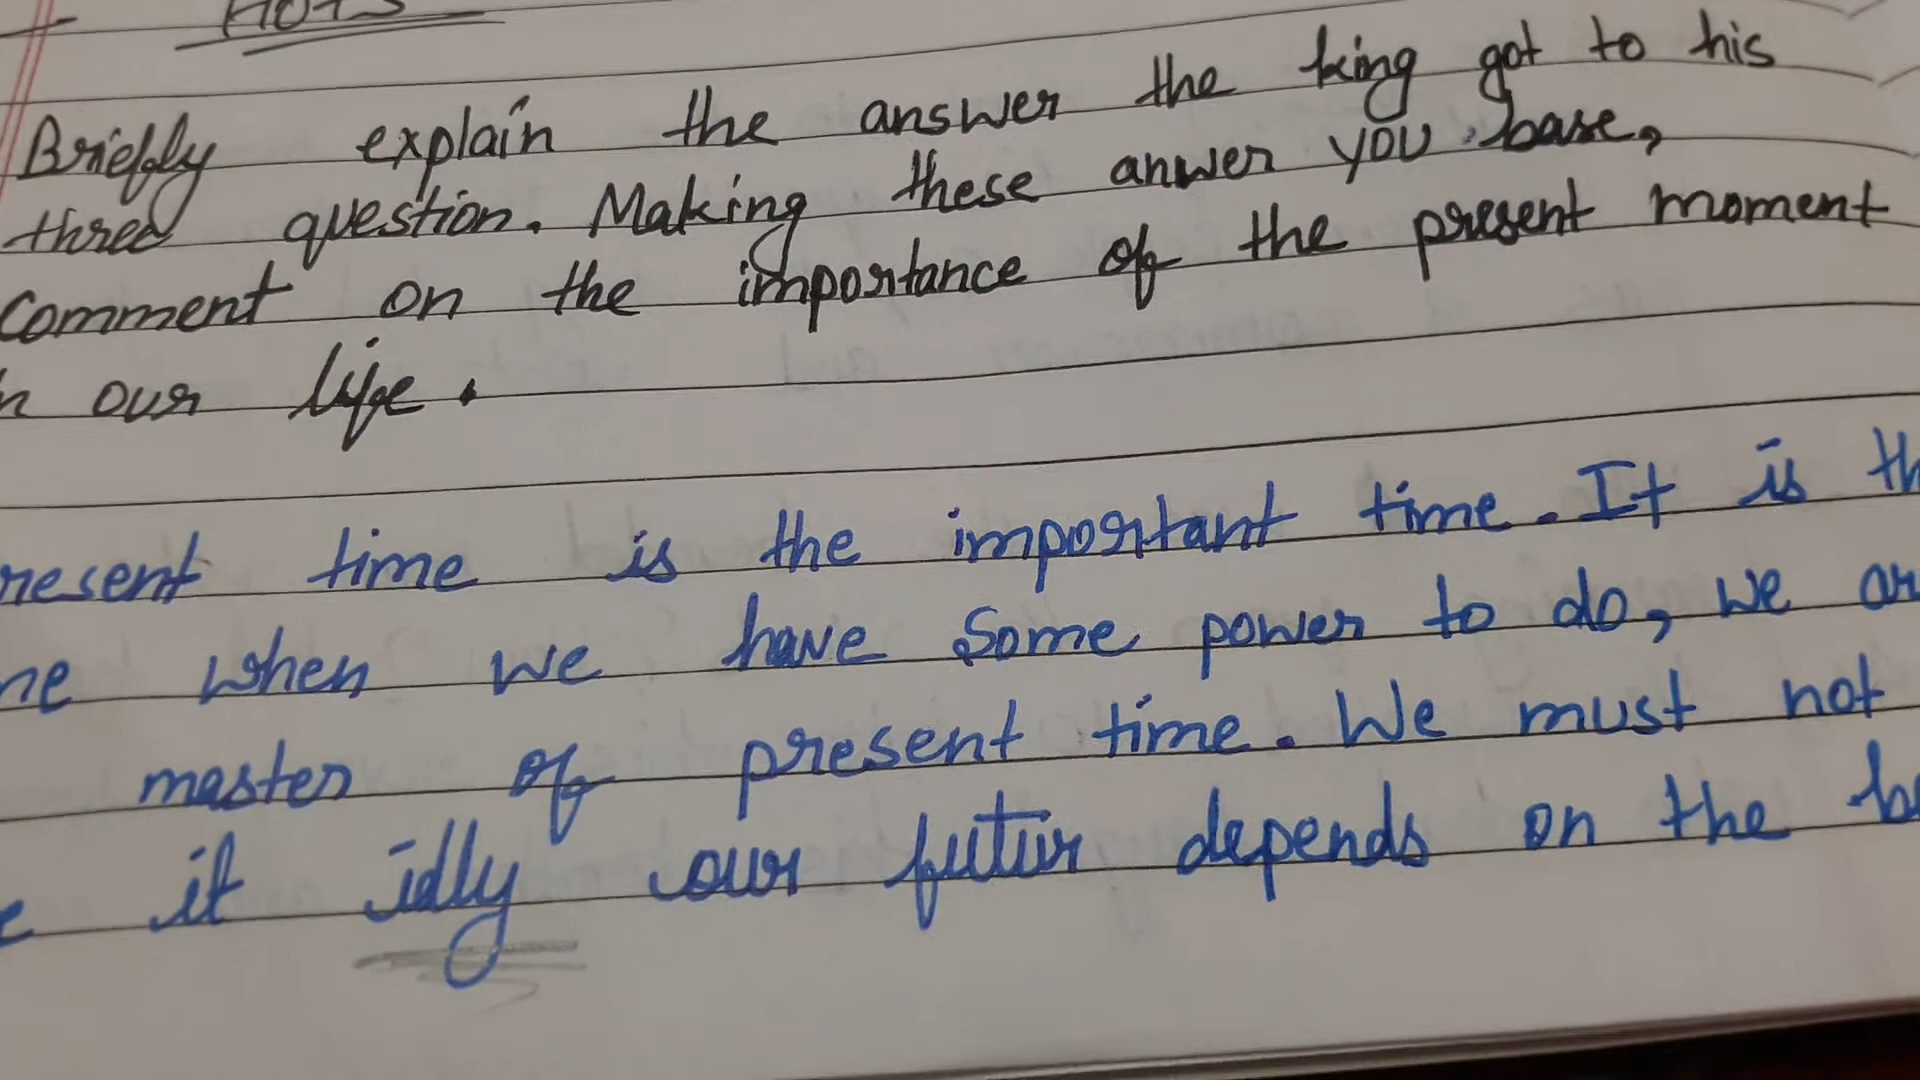 HOTS
Briefly explain the answer the king got to his
three question. Making these anwer you base,
Comment on the importance of the present moment
n our life.
resent time is the important time. It is th
ne when we have some power to do, we ar
master of present time. We must not
e it idly our futur depends on the